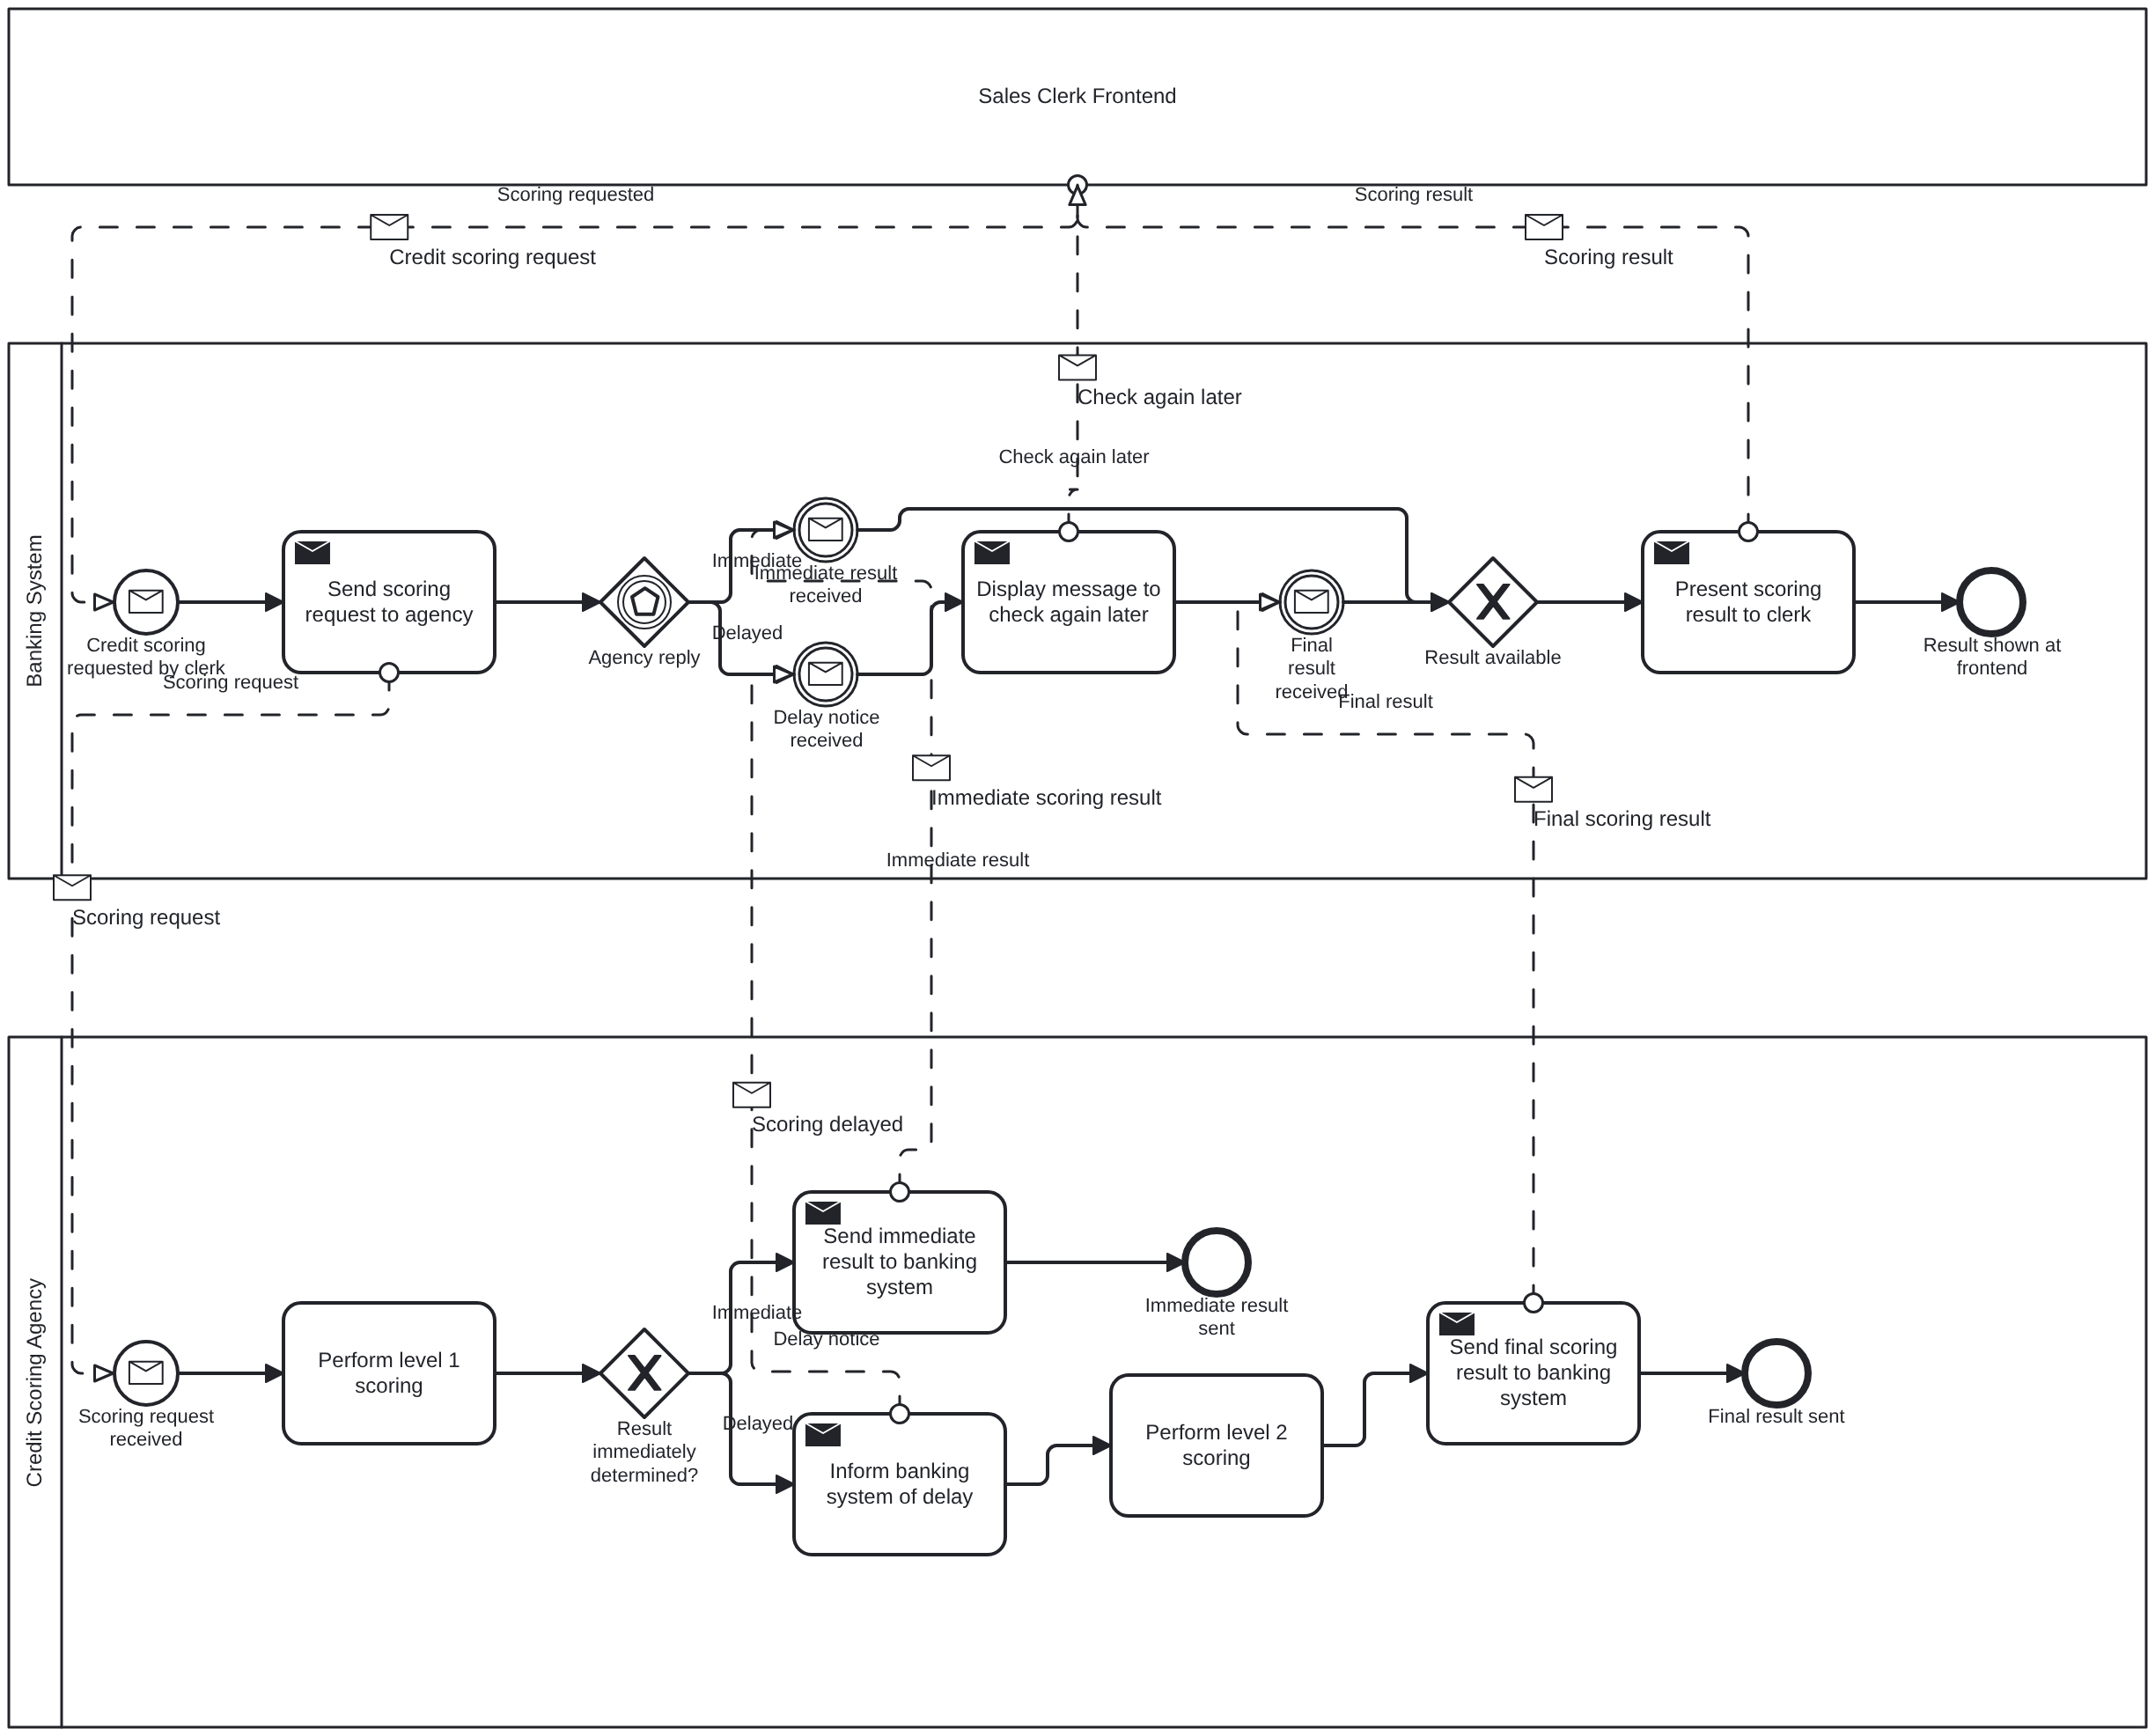 Sales Clerk Frontend
Scoring requested
Scoring result
Credit scoring request
Scoring result
Check again later
Check again later
Banking System
Credit scoring
requested by clerk
Send scoring
request to agency
Scoring request
Agency reply
Immediate
Delayed
Immediate result
received
Delay notice
received
Display message to
check again later
Final
result
received
Final result
Result available
Present scoring
result to clerk
Result shown at
frontend
Immediate scoring result
Final scoring result
Immediate result
Scoring request
Credit Scoring Agency
Scoring delayed
Scoring request
received
Perform level 1
scoring
Result
immediately
determined?
Immediate
Delayed
Send immediate
result to banking
system
Delay notice
Immediate result
sent
Inform banking
system of delay
Perform level 2
scoring
Send final scoring
result to banking
system
Final result sent